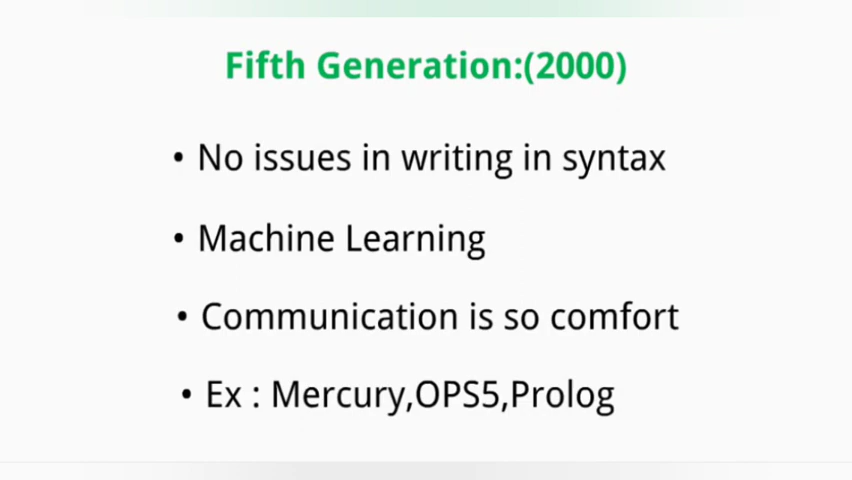 Fifth Generation:(2000)
• No issues in writing in syntax
• Machine Learning
• Communication is so comfort
• Ex : Mercury,OPS5,Prolog